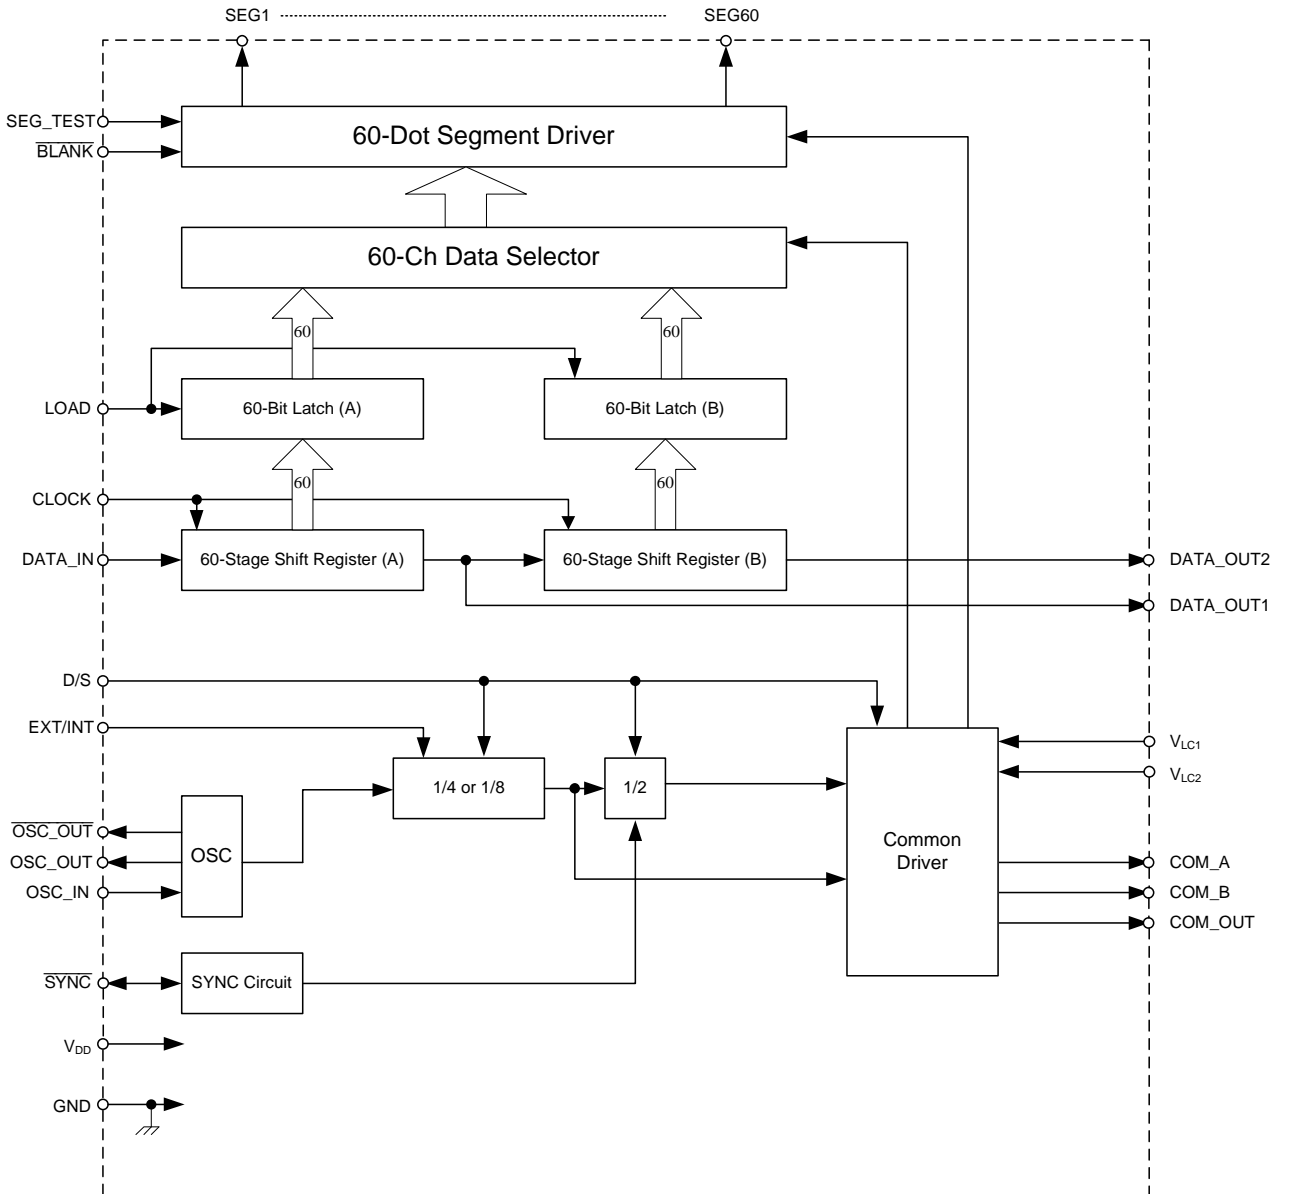 SEG1 SEG60
SEG_TEST
BLANK
60-Dot Segment Driver
60-Ch Data Selector
60 60
LOAD
60-Bit Latch (A) 60-Bit Latch (B)
60 60
CLOCK
DATA_IN
60-Stage Shift Register (A) 60-Stage Shift Register (B)
DATA_OUT2
DATA_OUT1
D/S
EXT/INT
VLC1
VLC2
1/4 or 1/8 1/2
OSC_OUT
OSC_OUT
OSC_IN
OSC
Common
Driver
COM_A
COM_B
COM_OUT
SYNC
SYNC Circuit
VDD
GND